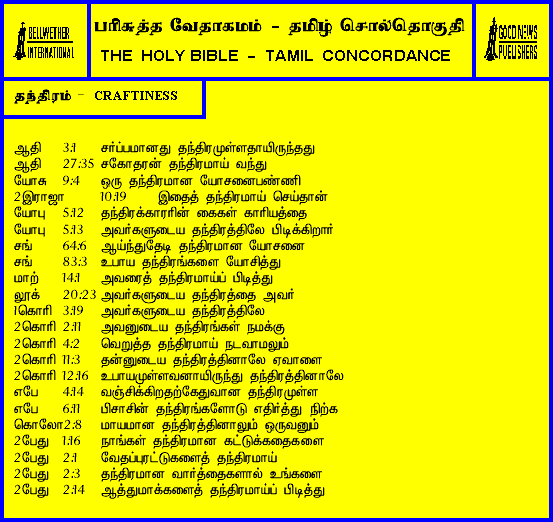 BELLWETHER
INTERNATIONAL
பரிசுத்த வேதாகமம் - தமிழ் சொல்தொகுதி
THE HOLY BIBLE - TAMIL CONCORDANCE
GOOD NEWS
PUBLISHERS
தந்திரம் - CRAFTINESS
ஆதி 3:1 சர்ப்பமானது தந்திரமுள்ளதாயிருந்தது
ஆதி 27:35 சகோதரன் தந்திரமாய் வந்து
யோசு 9:4 ஒரு தந்திரமான யோசனைபண்ணி
2இராஜா 10:19 இதைத் தந்திரமாய் செய்தான்
யோபு 5:12 தந்திரக்காரரின் கைகள் காரியத்தை
யோபு 5:13 அவர்களுடைய தந்திரத்திலே பிடிக்கிறார்
சங் 64:6 ஆய்ந்துதேடி தந்திரமான யோசனை
சங் 83:3 உபாய தந்திரங்களை யோசித்து
மாற் 14:1 அவரைத் தந்திரமாய்ப் பிடித்து
லூக் 20:23 அவர்களுடைய தந்திரத்தை அவர்
1கொரி 3:19 அவர்களுடைய தந்திரத்திலே
2கொரி 2:11 அவனுடைய தந்திரங்கள் நமக்கு
2கொரி 4:2 வெறுத்த தந்திரமாய் நடவாமலும்
2கொரி 11:3 தன்னுடைய தந்திரத்தினாலே ஏவாளை
2கொரி 12:16 உபாயமுள்ளவனாயிருந்து தந்திரத்தினாலே
எபே 4:14 வஞ்சிக்கிறதற்கேதுவான தந்திரமுள்ள
எபே 6:11 பிசாசின் தந்திரங்களோடு எதிர்த்து நிற்க
கொலோ2:8 மாயமான தந்திரத்தினாலும் ஒருவனும்
2பேது 1:16 நாங்கள் தந்திரமான கட்டுக்கதைகளை
2பேது 2:1 வேதப்புரட்டுகளைத் தந்திரமாய்
2பேது 2:3 தந்திரமான வார்த்தைகளால் உங்களை
2பேது 2:14 ஆத்துமாக்களைத் தந்திரமாய்ப் பிடித்து